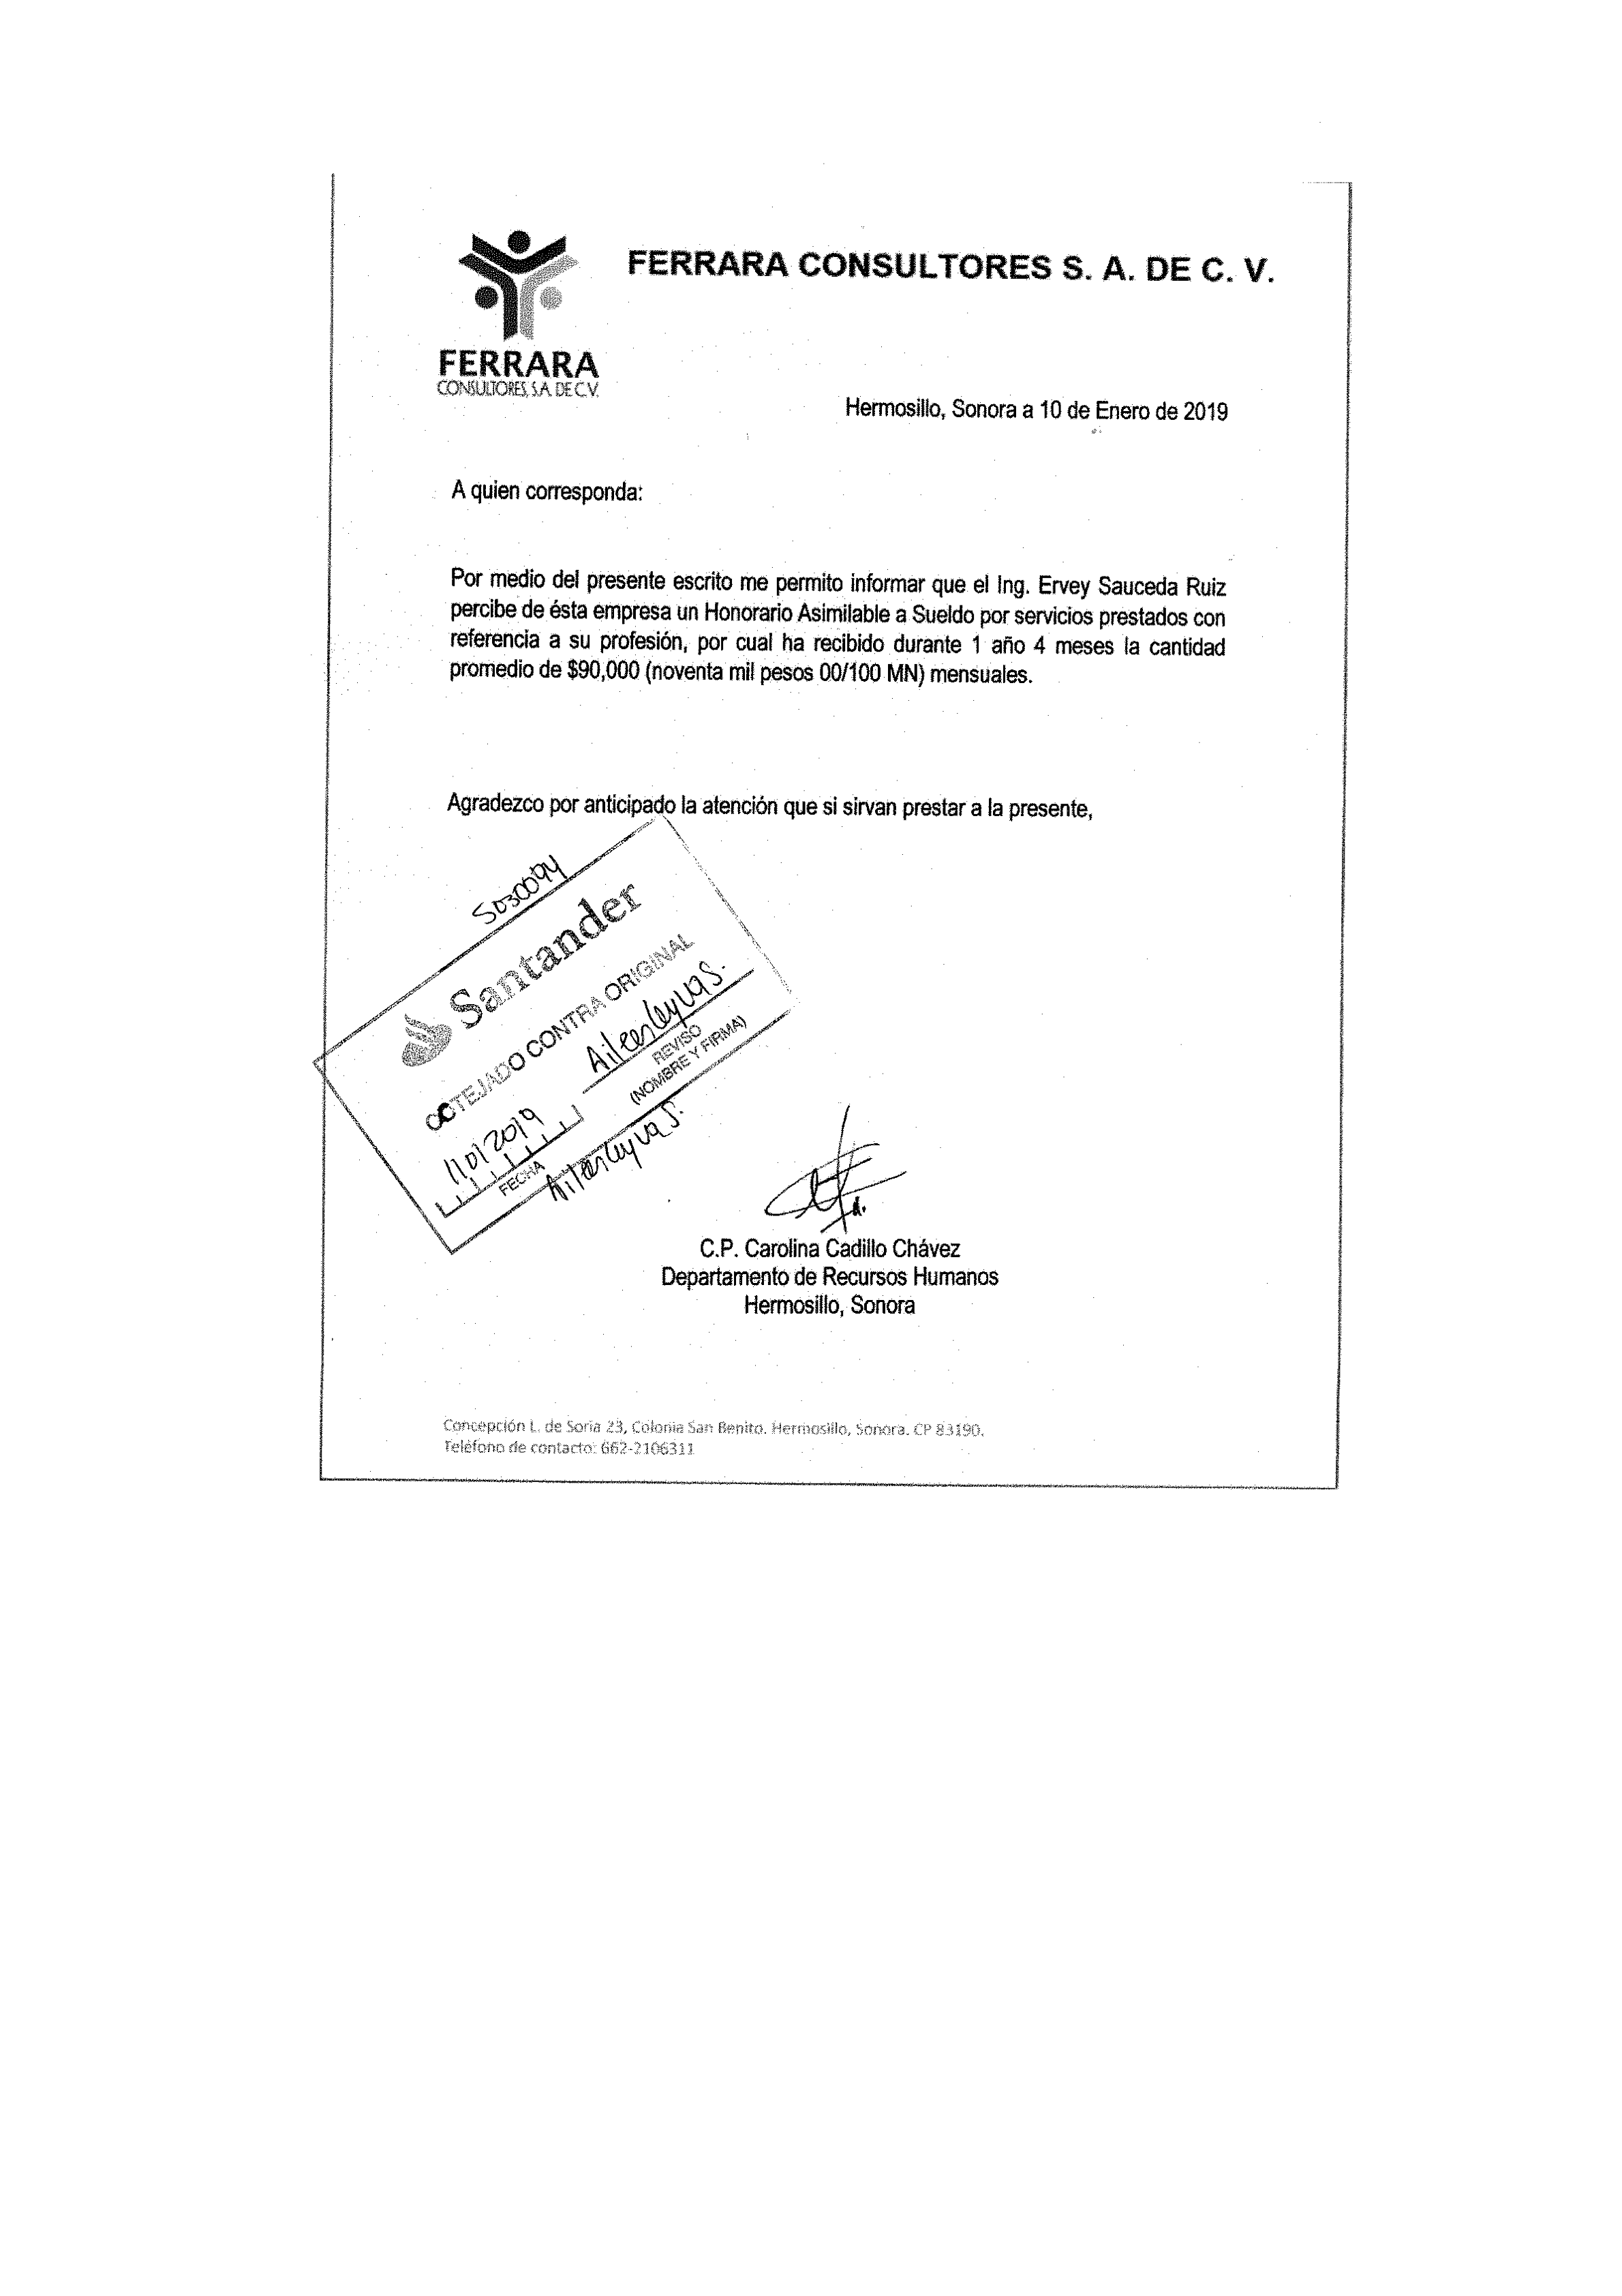 FERRARA CONSULTORES S. A. DE C. V.
FERRARA
CONSULTORES, S.A. DE C.V.
Hermosillo, Sonora a 10 de Enero de 2019
A quien corresponda:
Por medio del presente escrito me permito informar que el Ing. Ervey Sauceda Ruiz
percibe de ésta empresa un Honorario Asimilable a Sueldo por servicios prestados con
referencia a su profesión, por cual ha recibido durante 1 año 4 meses la cantidad
promedio de $90,000 (noventa mil pesos 00/100 MN) mensuales.
Agradezco por anticipado la atención que si sirvan prestar a la presente,
S030094
Santander
COTEJADO CONTRA ORIGINAL
11012019
FECHA
REVISO
(NOMBRE Y FIRMA)
C.P. Carolina Cadillo Chávez
Departamento de Recursos Humanos
Hermosillo, Sonora
Concepción L. de Soria 23, Colonia San Benito. Hermosillo, Sonora. CP 83190.
Teléfono de contacto: 662-2106311